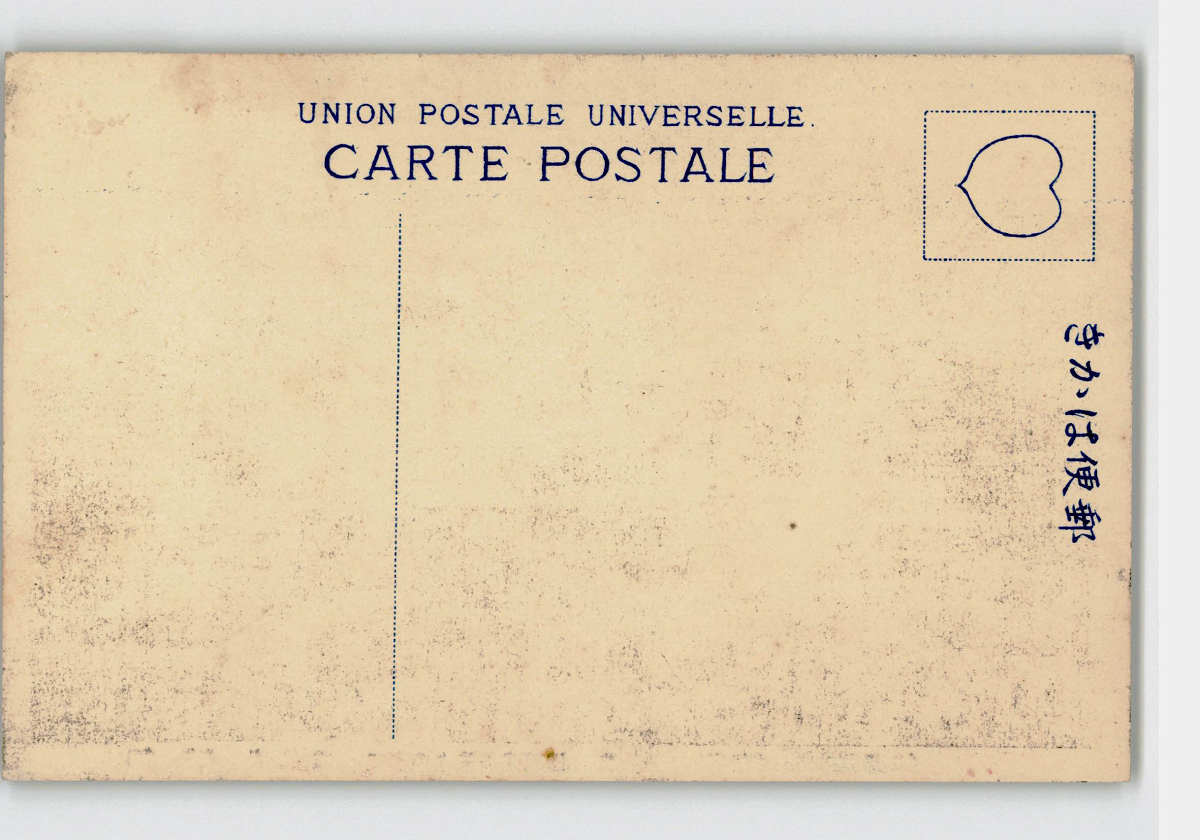 UNION POSTALE UNIVERSELLE.
CARTE POSTALE
郵便はかき